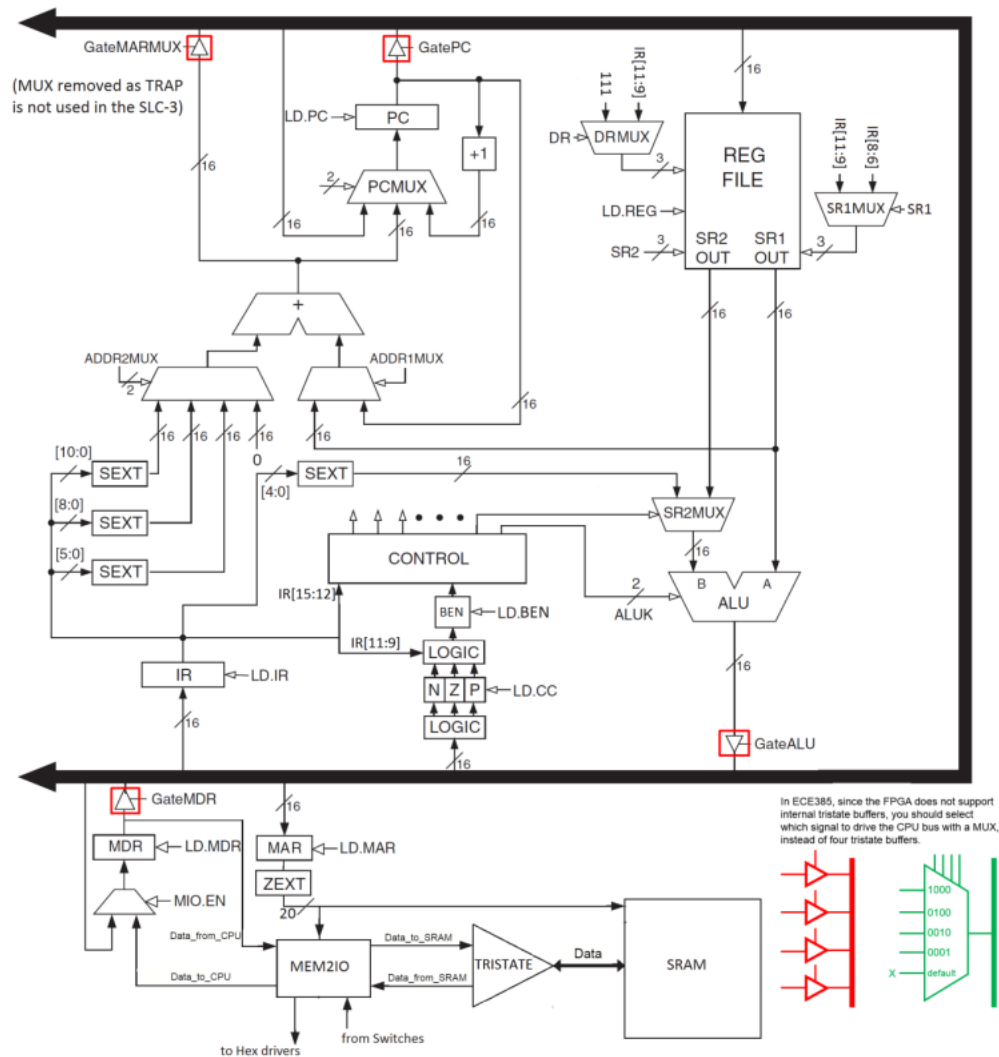 GateMARMUX
GatePC
(MUX removed as TRAP
is not used in the SLC-3)
16
111
IR[11:9]
LD.PC
PC
+1
DR
DRMUX
3
REG
FILE
IR[11:9]
IR[8:6]
16
2
PCMUX
LD.REG
SR1MUX
SR1
16
16
16
SR2
3
SR2
OUT
SR1
OUT
3
+
16
16
ADDR2MUX
2
ADDR1MUX
16
16
16
16
16
0
16
[10:0]
SEXT
[4:0]
SEXT
16
[8:0]
SEXT
SR2MUX
[5:0]
SEXT
CONTROL
16
B
A
ALU
2
ALUK
IR[15:12]
BEN
LD.BEN
IR[11:9]
LOGIC
IR
LD.IR
N Z P
LD.CC
LOGIC
16
16
16
GateALU
GateMDR
16
MDR
LD.MDR
MAR
LD.MAR
ZEXT
MIO.EN
20
Data_from_CPU
Data_to_CPU
MEM2IO
Data_to_SRAM
Data_from_SRAM
TRISTATE
Data
SRAM
to Hex drivers
from Switches
In ECE385, since the FPGA does not support
internal tristate buffers, you should select
which signal to drive the CPU bus with a MUX,
instead of four tristate buffers.
1000
0100
0010
0001
X
default